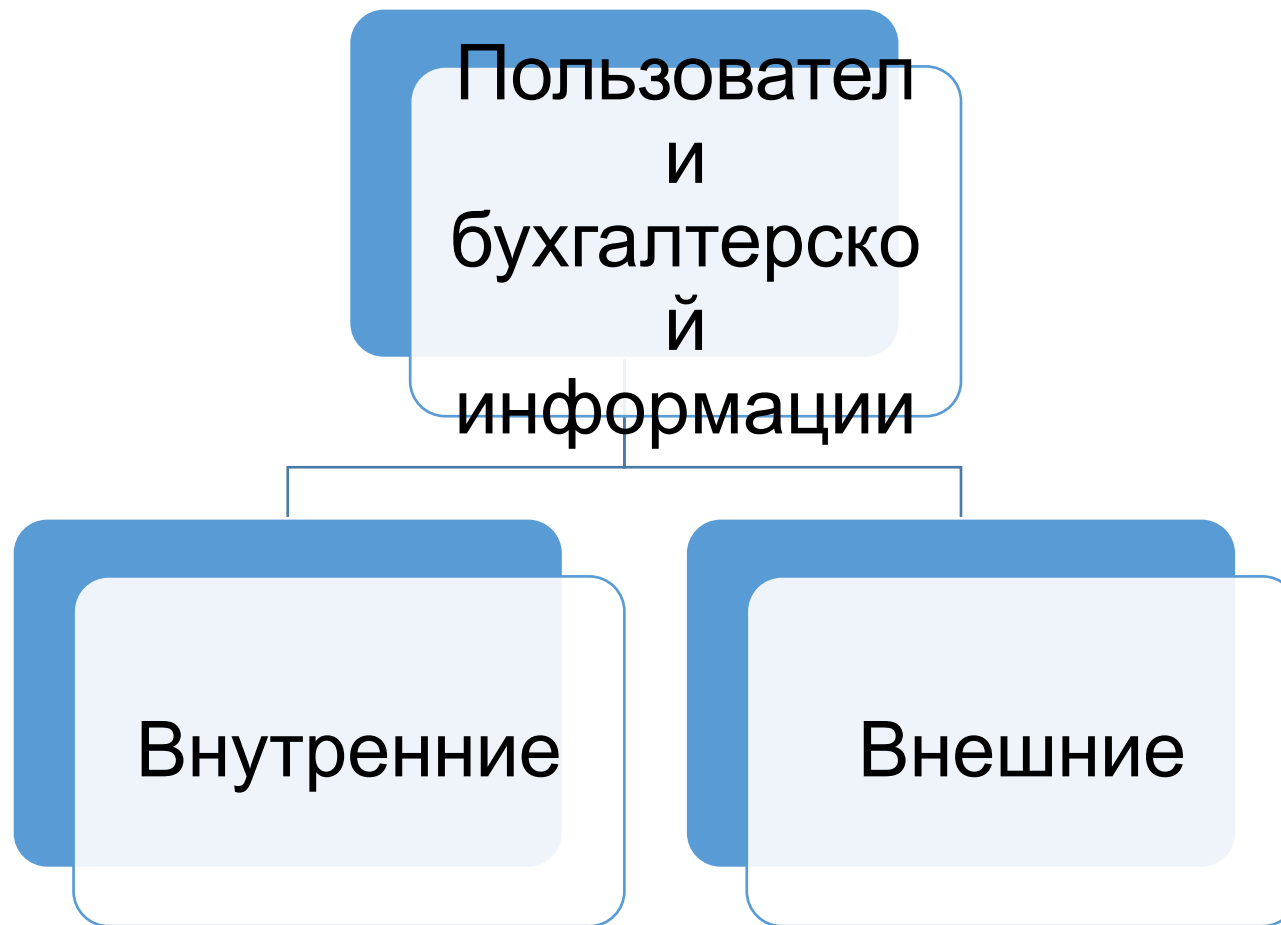 Пользовател
и
бухгалтерско
й
информации
Внутренние
Внешние